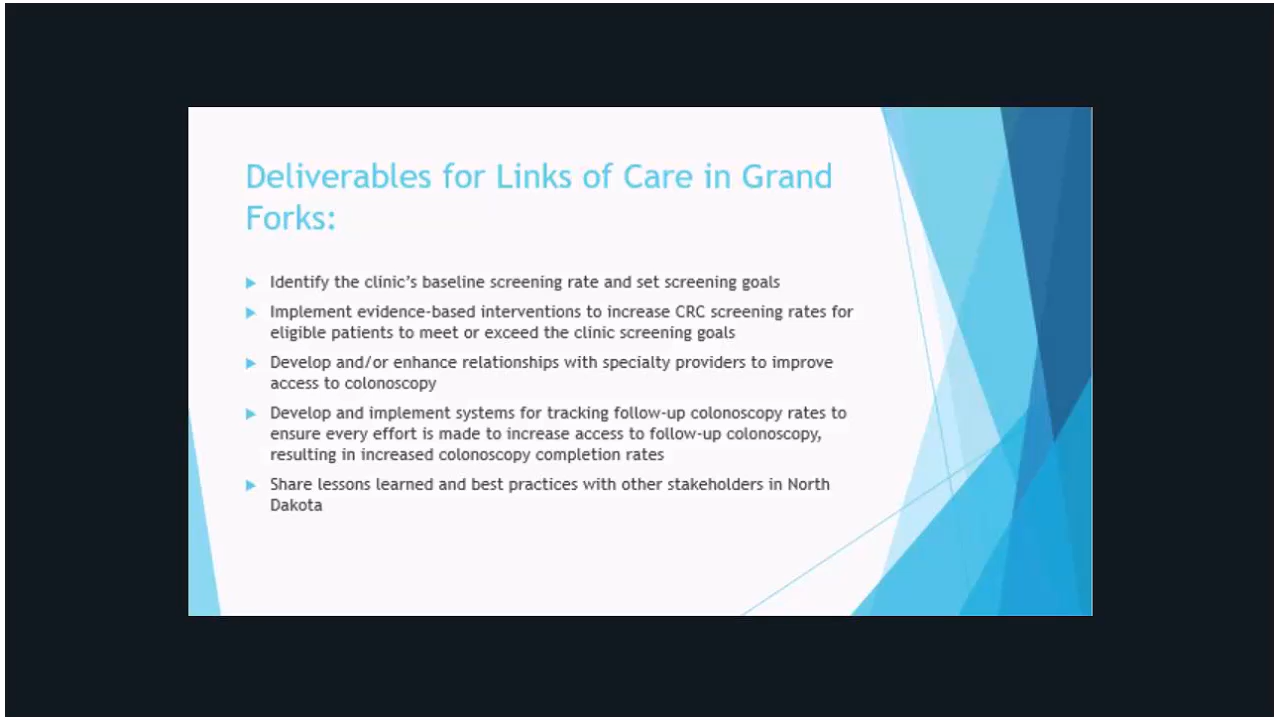 Deliverables for Links of Care in Grand
Forks:
Identify the clinic's baseline screening rate and set screening goals
Implement evidence-based interventions to increase CRC screening rates for
eligible patients to meet or exceed the clinic screening goals
Develop and/or enhance relationships with specialty providers to improve
access to colonoscopy
Develop and implement systems for tracking follow-up colonoscopy rates to
ensure every effort is made to increase access to follow-up colonoscopy,
resulting in increased colonoscopy completion rates
Share lessons learned and best practices with other stakeholders in North
Dakota